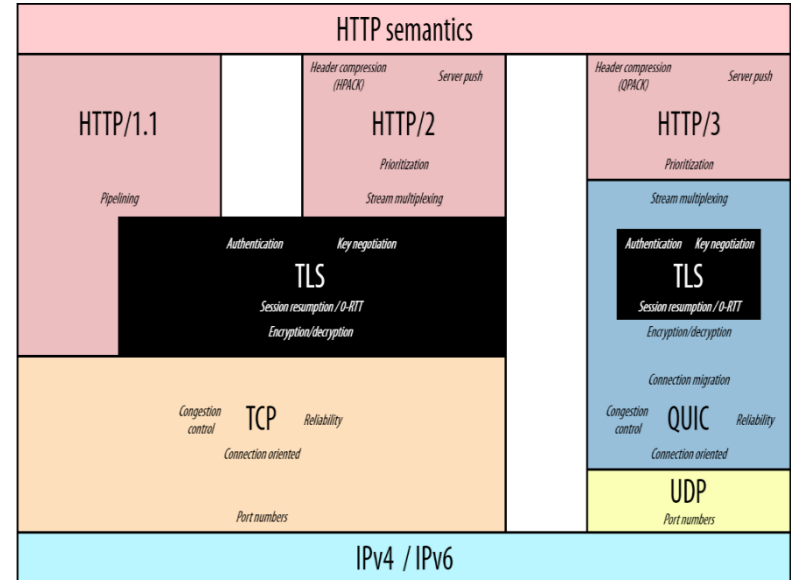 HTTP semantics
HTTP/1.1
Pipelining
Header compression
(HPACK)
Server push
HTTP/2
Prioritization
Stream multiplexing
Authentication
Key negotiation
TLS
Session resumption / 0-RTT
Encryption/decryption
Congestion
control
TCP
Reliability
Connection oriented
Port numbers
Header compression
(QPACK)
Server push
HTTP/3
Prioritization
Stream multiplexing
Authentication
Key negotiation
TLS
Session resumption / 0-RTT
Encryption/decryption
Connection migration
Congestion
control
QUIC
Reliability
Connection oriented
UDP
Port numbers
IPv4 / IPv6